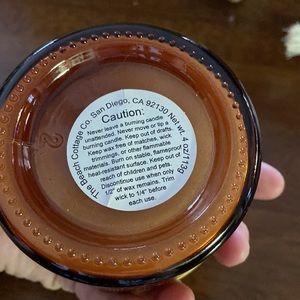 The Beach Cottage Co. San Diego, CA 92130 Net wt. 4 oz/113g
Caution:
Never leave a burning candle
unattended. Never move or tip a
burning candle. Keep out of drafts.
Keep wax free of matches, wick
trimmings, or other flammable
materials. Burn on stable, flameproof
heat-resistant surface. Keep out of
reach of children and pets.
Discontinue use when only
1/2" of wax remains. Trim
wick to 1/4" before
each use.